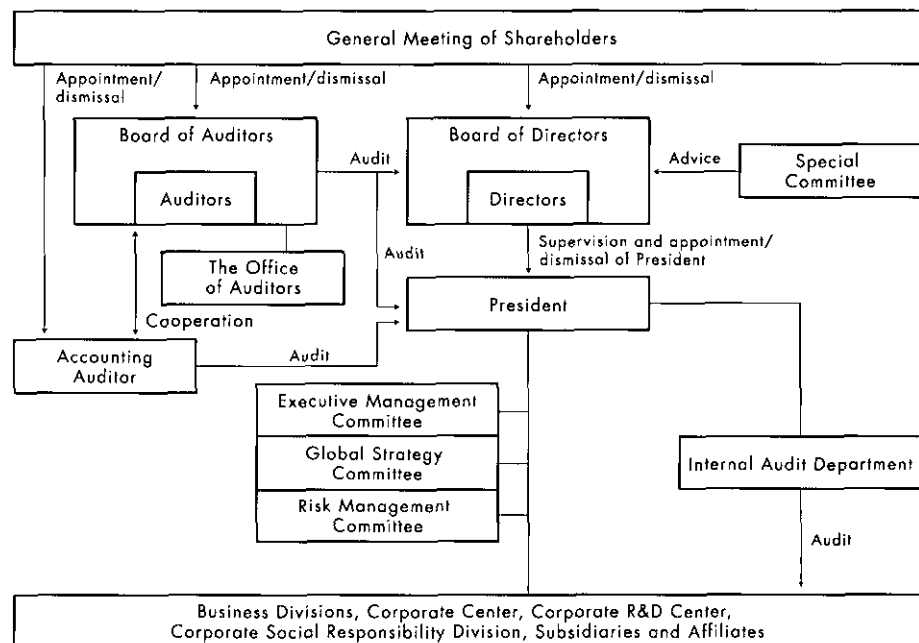 General Meeting of Shareholders
Appointment/
dismissal
Appointment/dismissal
Appointment/dismissal
Board of Auditors
Auditors
Audit
Board of Directors
Directors
Advice
Special
Committee
The Office
of Auditors
Audit
Supervision and appointment/
dismissal of President
President
Cooperation
Accounting
Auditor
Audit
Executive Management
Committee
Global Strategy
Committee
Risk Management
Committee
Internal Audit Department
Audit
Business Divisions, Corporate Center, Corporate R&D Center,
Corporate Social Responsibility Division, Subsidiaries and Affiliates